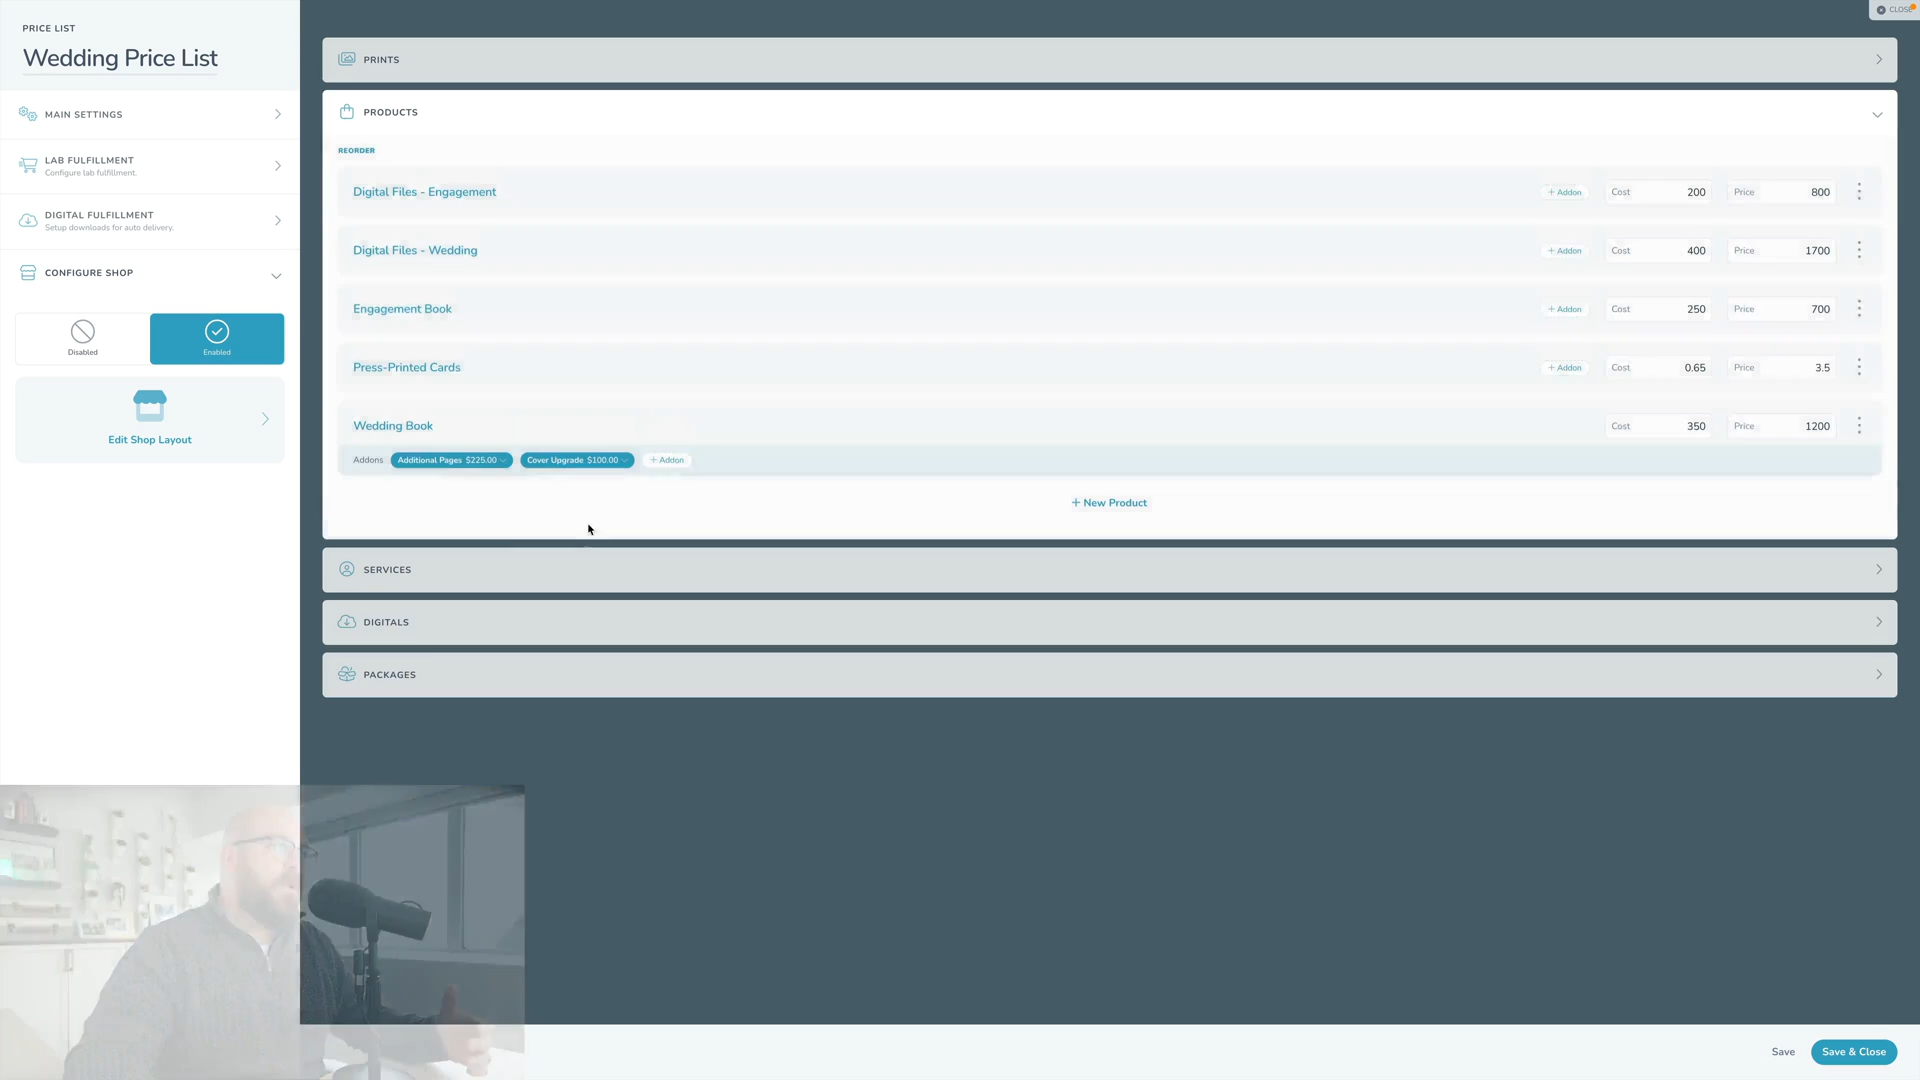 PRICE LIST
Wedding Price List
MAIN SETTINGS
LAB FULFILLMENT
Configure lab fulfillment.
DIGITAL FULFILLMENT
Setup downloads for auto delivery.
CONFIGURE SHOP
Disabled
Enabled
Edit Shop Layout
CLOSE
PRINTS
PRODUCTS
REORDER
Digital Files - Engagement + Addon Cost 200 Price 800
Digital Files - Wedding + Addon Cost 400 Price 1700
Engagement Book + Addon Cost 250 Price 700
Press-Printed Cards + Addon Cost 0.65 Price 3.5
Wedding Book Cost 350 Price 1200
Addons Additional Pages $225.00 Cover Upgrade $100.00 + Addon
+ New Product
SERVICES
DIGITALS
PACKAGES
Save Save & Close